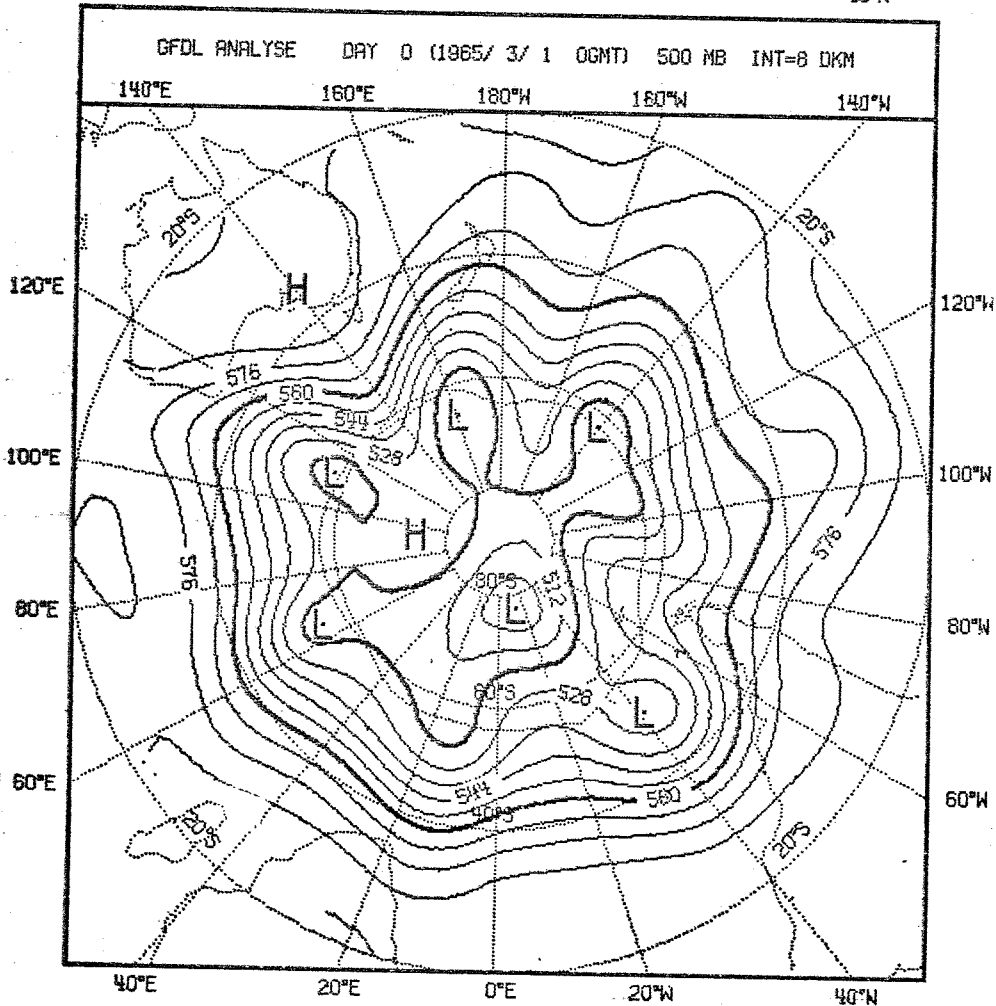 GFDL ANALYSE DAY 0 (1965/ 3/ 1 0GMT) 500 MB INT=8 DKM
140°E 160°E 180°W 160°W 140°W
20°S 20°S
120°E H 120°W
576
560
544 L L
528
100°E L 100°W
H 576
576
80°S 512
80°E L L 80°W
60°S 528 L
60°E 544 560 60°W
40°S
20°S 20°S
40°E 20°E 0°E 20°W 40°W